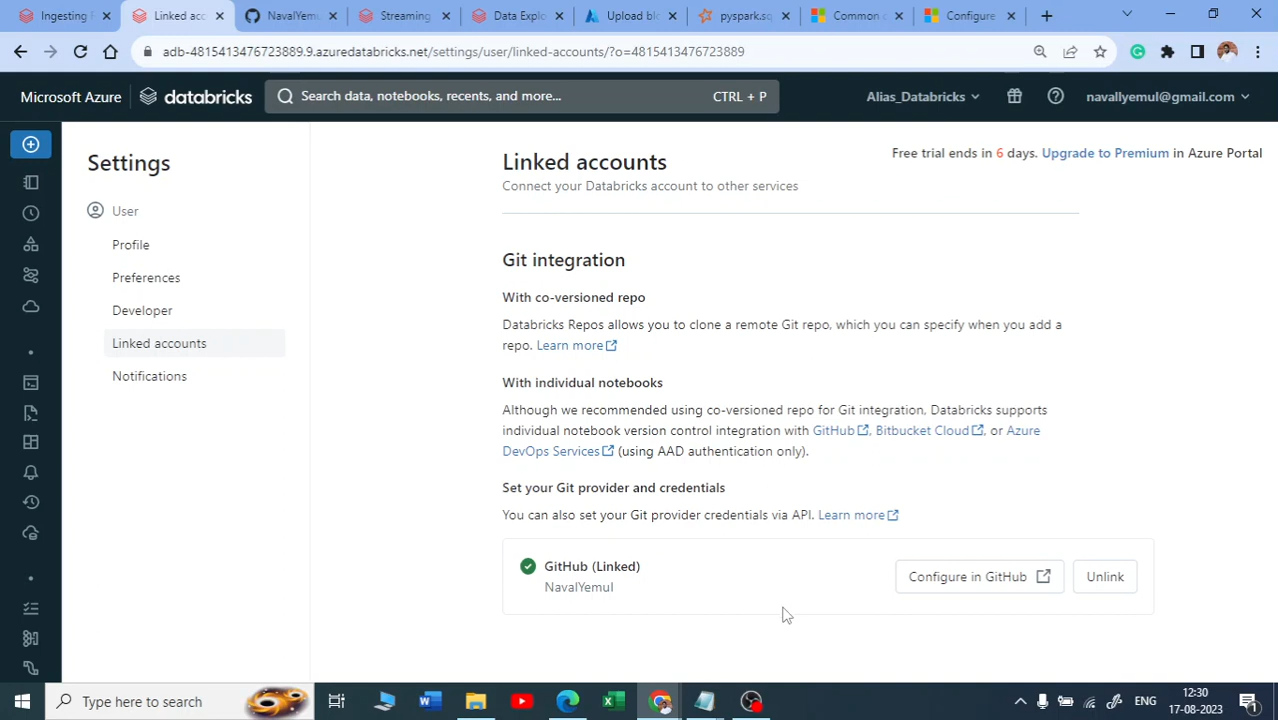 Ingesting F
Linked acc
NavalYemu
Streaming
Data Explo
Upload blo
pyspark.sq
Common c
Configure
adb-4815413476723889.9.azuredatabricks.net/settings/user/linked-accounts/?o=4815413476723889
Microsoft Azure
databricks
Search data, notebooks, recents, and more...
CTRL + P
Alias_Databricks
navallyemul@gmail.com
Free trial ends in 6 days. Upgrade to Premium in Azure Portal
Settings
User
Profile
Preferences
Developer
Linked accounts
Notifications
Linked accounts
Connect your Databricks account to other services
Git integration
With co-versioned repo
Databricks Repos allows you to clone a remote Git repo, which you can specify when you add a
repo. Learn more
With individual notebooks
Although we recommended using co-versioned repo for Git integration, Databricks supports
individual notebook version control integration with GitHub, Bitbucket Cloud, or Azure
DevOps Services (using AAD authentication only).
Set your Git provider and credentials
You can also set your Git provider credentials via API. Learn more
GitHub (Linked)
NavalYemul
Configure in GitHub
Unlink
Type here to search
ENG
12:30
17-08-2023
1